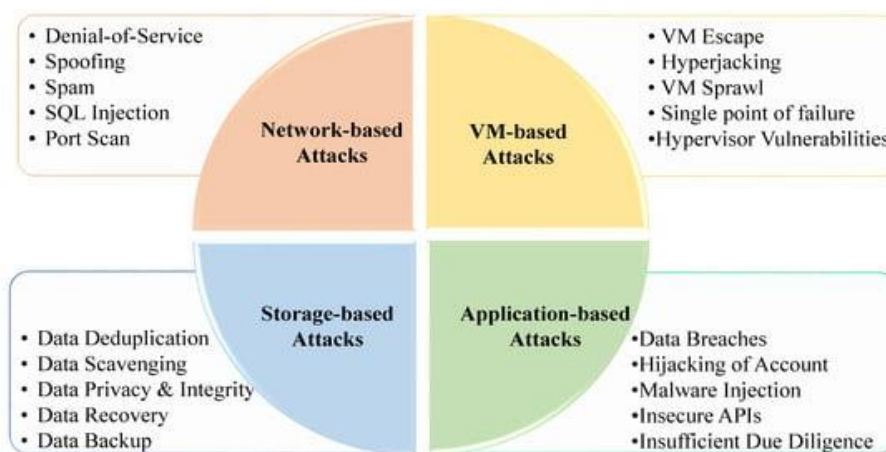 • Denial-of-Service
• Spoofing
• Spam
• SQL Injection
• Port Scan
Network-based
Attacks
VM-based
Attacks
• VM Escape
• Hyperjacking
• VM Sprawl
• Single point of failure
•Hypervisor Vulnerabilities
• Data Deduplication
• Data Scavenging
• Data Privacy & Integrity
• Data Recovery
• Data Backup
Storage-based
Attacks
Application-based
Attacks
•Data Breaches
•Hijacking of Account
•Malware Injection
•Insecure APIs
•Insufficient Due Diligence